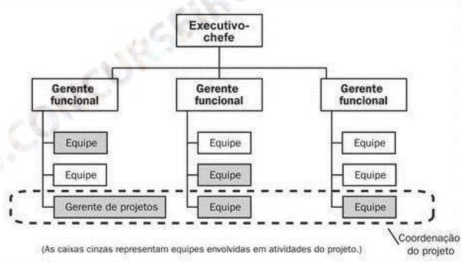 Executivo-
chefe
Gerente
funcional
Gerente
funcional
Gerente
funcional
Equipe
Equipe
Equipe
Equipe
Equipe
Equipe
Gerente de projetos
Equipe
Equipe
(As caixas cinzas representam equipes envolvidas em atividades do projeto.)
Coordenação
do projeto